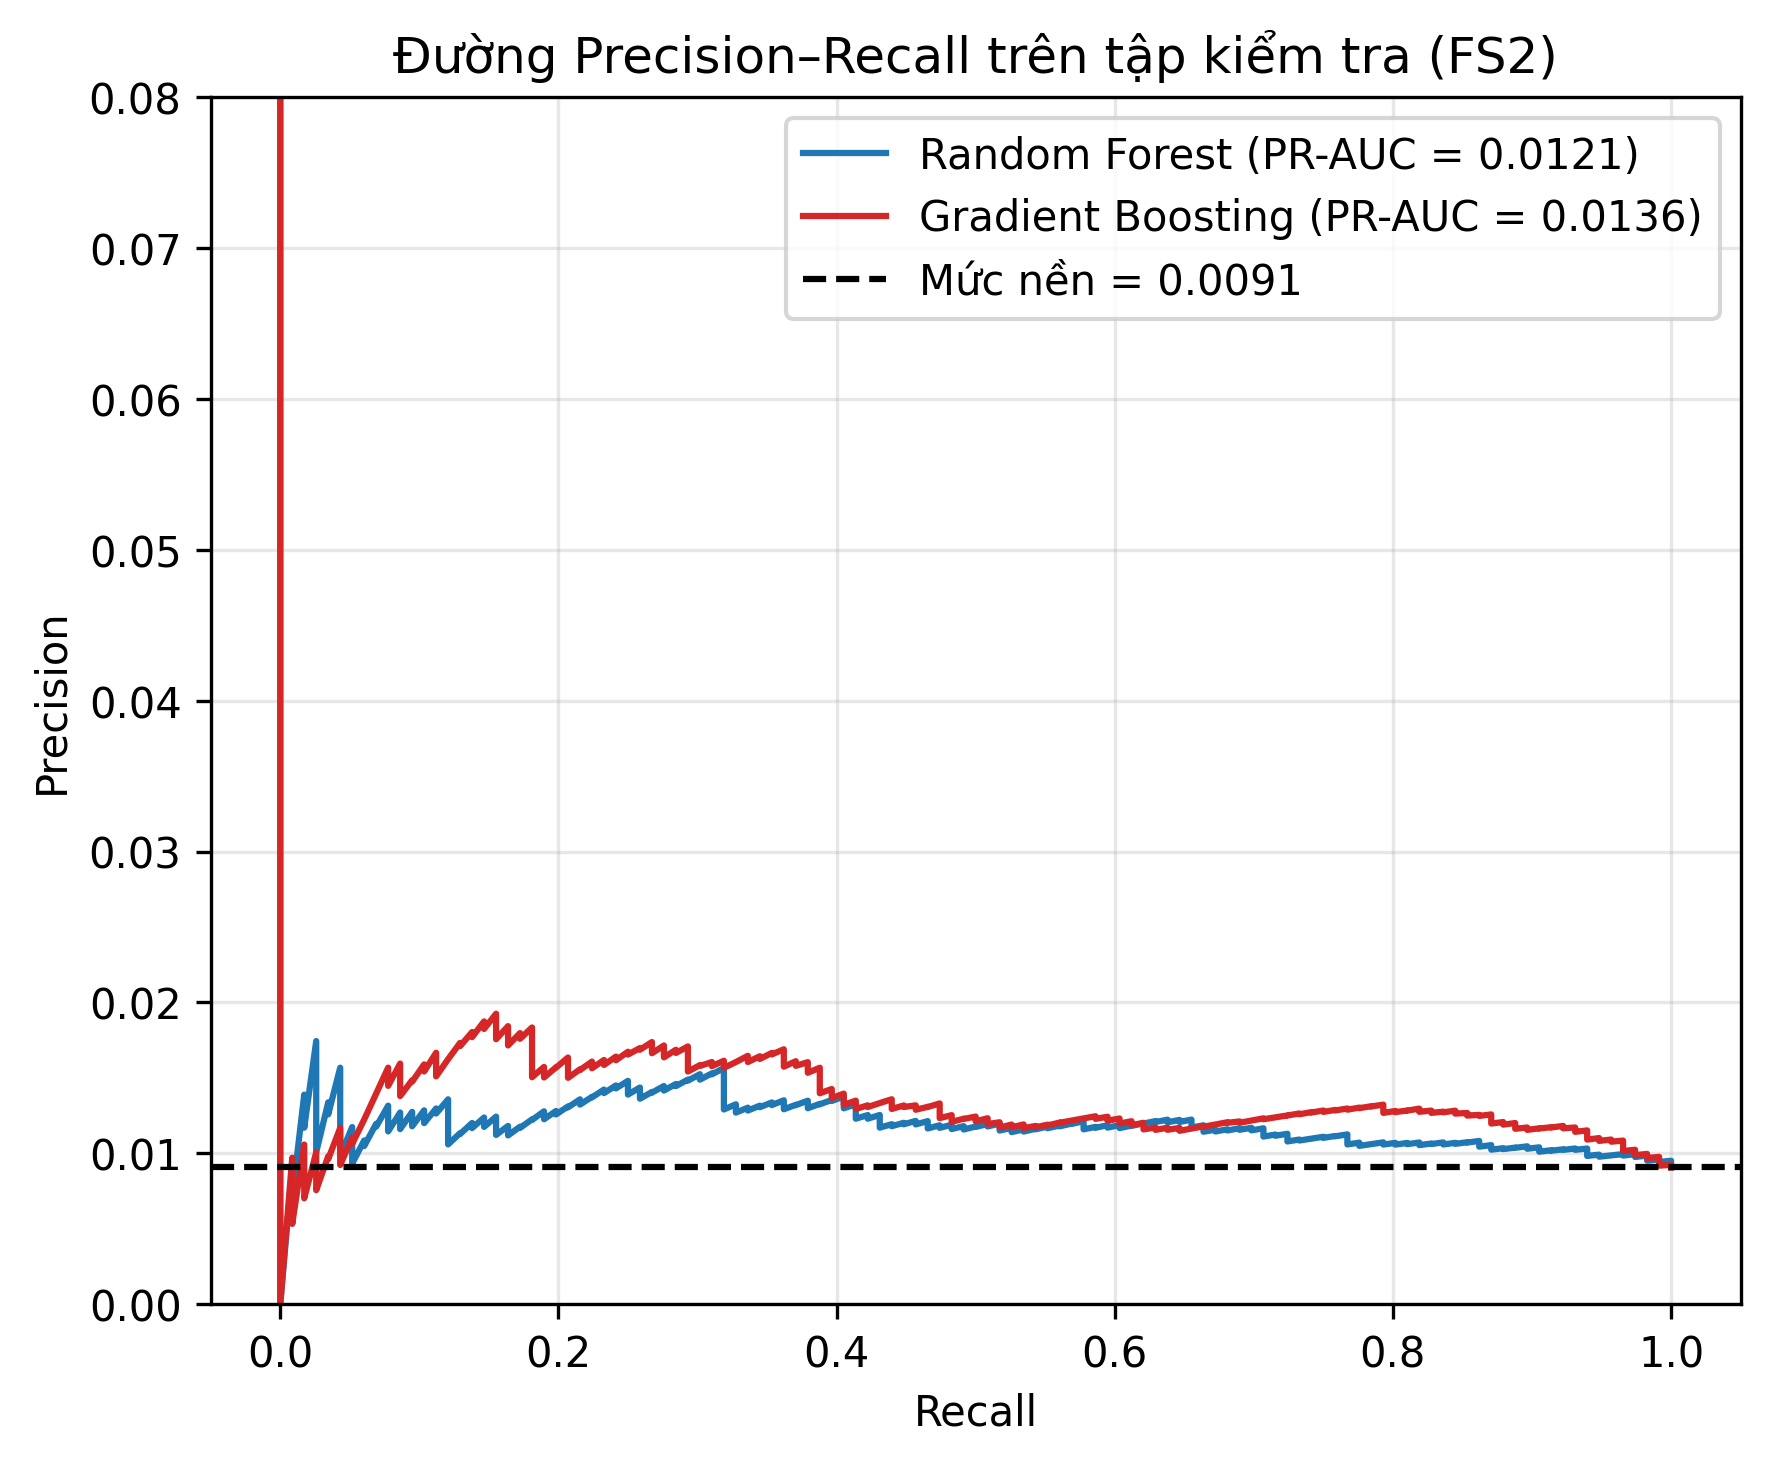 Đường Precision–Recall trên tập kiểm tra (FS2)
0.08
0.07
0.06
0.05
0.04
0.03
0.02
0.01
0.00
Precision
Random Forest (PR-AUC = 0.0121)
Gradient Boosting (PR-AUC = 0.0136)
Mức nền = 0.0091
0.0
0.2
0.4
0.6
0.8
1.0
Recall